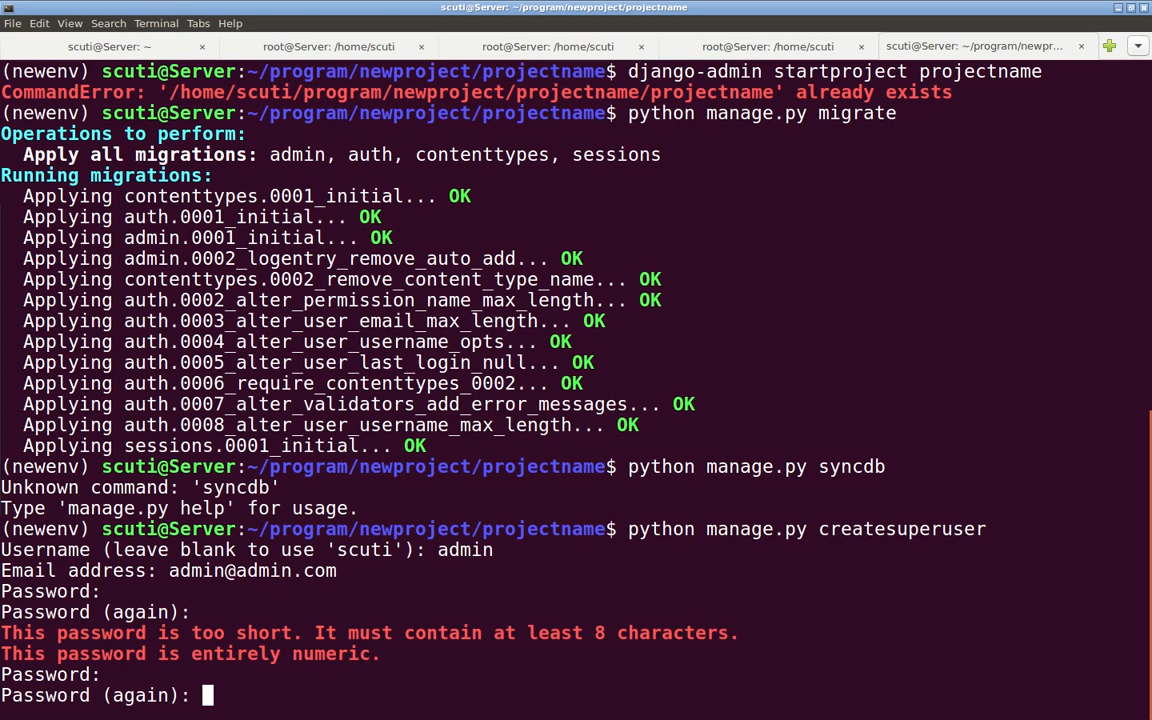 scuti@Server: ~/program/newproject/projectname
File Edit View Search Terminal Tabs Help
scuti@Server: ~ × root@Server: /home/scuti × root@Server: /home/scuti × root@Server: /home/scuti × scuti@Server: ~/program/newpr... ×
(newenv) scuti@Server:~/program/newproject/projectname$ django-admin startproject projectname
CommandError: '/home/scuti/program/newproject/projectname/projectname' already exists
(newenv) scuti@Server:~/program/newproject/projectname$ python manage.py migrate
Operations to perform:
  Apply all migrations: admin, auth, contenttypes, sessions
Running migrations:
  Applying contenttypes.0001_initial... OK
  Applying auth.0001_initial... OK
  Applying admin.0001_initial... OK
  Applying admin.0002_logentry_remove_auto_add... OK
  Applying contenttypes.0002_remove_content_type_name... OK
  Applying auth.0002_alter_permission_name_max_length... OK
  Applying auth.0003_alter_user_email_max_length... OK
  Applying auth.0004_alter_user_username_opts... OK
  Applying auth.0005_alter_user_last_login_null... OK
  Applying auth.0006_require_contenttypes_0002... OK
  Applying auth.0007_alter_validators_add_error_messages... OK
  Applying auth.0008_alter_user_username_max_length... OK
  Applying sessions.0001_initial... OK
(newenv) scuti@Server:~/program/newproject/projectname$ python manage.py syncdb
Unknown command: 'syncdb'
Type 'manage.py help' for usage.
(newenv) scuti@Server:~/program/newproject/projectname$ python manage.py createsuperuser
Username (leave blank to use 'scuti'): admin
Email address: admin@admin.com
Password:
Password (again):
This password is too short. It must contain at least 8 characters.
This password is entirely numeric.
Password:
Password (again):